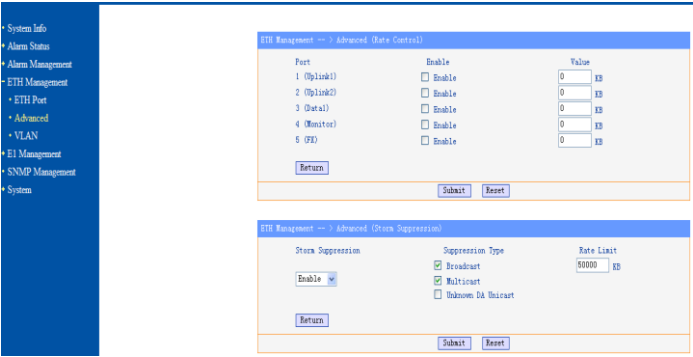 System Info
Alarm Status
Alarm Management
ETH Management
ETH Port
Advanced
VLAN
E1 Management
SNMP Management
System
ETH Management -- > Advanced (Rate Control)
Port Enable Value
1 (Uplink1) Enable 0 KB
2 (Uplink2) Enable 0 KB
3 (Data1) Enable 0 KB
4 (Monitor) Enable 0 KB
5 (FX) Enable 0 KB
Return
Submit Reset
ETH Management -- > Advanced (Storm Suppression)
Storm Suppression Suppression Type Rate Limit
Broadcast 50000 KB
Enable Multicast
Unknown DA Unicast
Return
Submit Reset